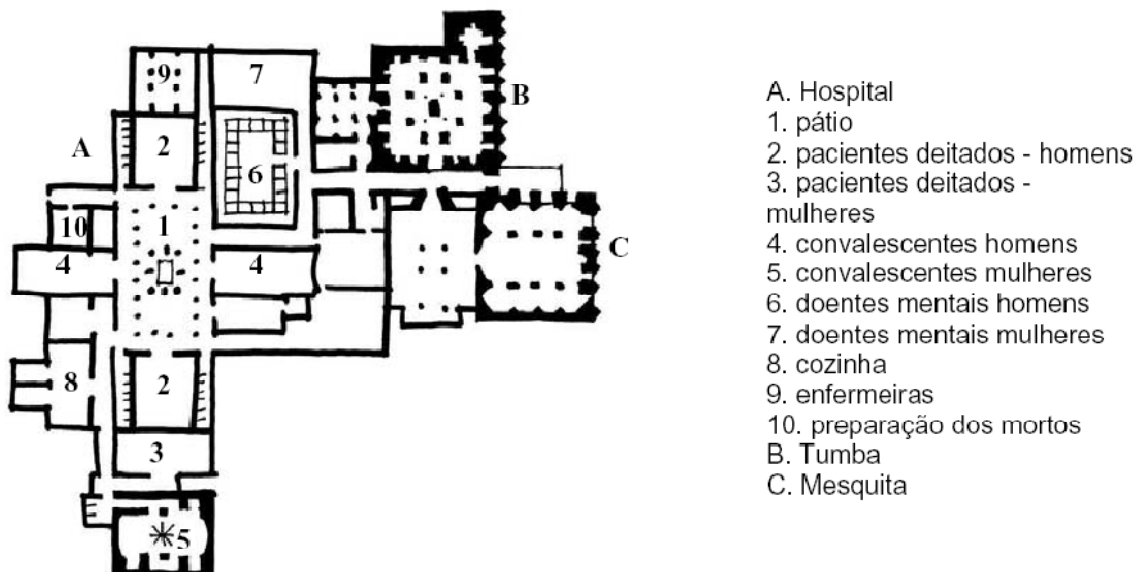 9
7
B
A
2
6
10
1
4
4
C
8
2
3
5
A. Hospital
1. pátio
2. pacientes deitados - homens
3. pacientes deitados -
mulheres
4. convalescentes homens
5. convalescentes mulheres
6. doentes mentais homens
7. doentes mentais mulheres
8. cozinha
9. enfermeiras
10. preparação dos mortos
B. Tumba
C. Mesquita